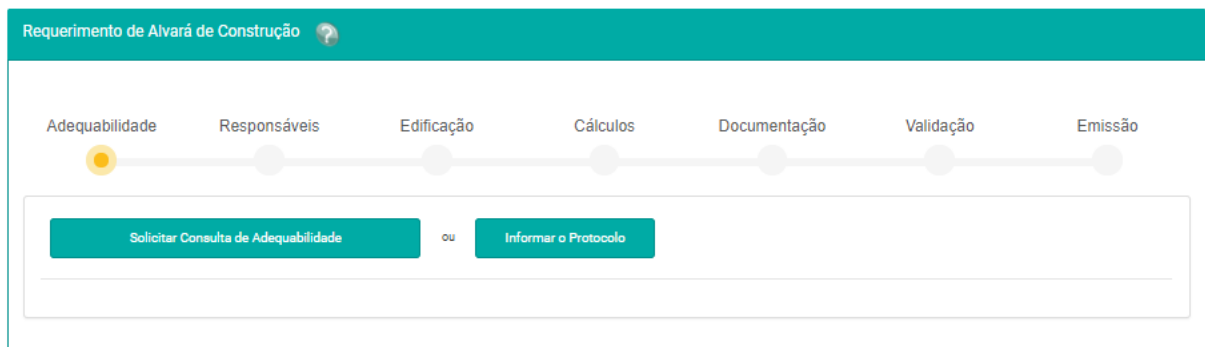 Requerimento de Alvará de Construção
Adequabilidade Responsáveis Edificação Cálculos Documentação Validação Emissão
Solicitar Consulta de Adequabilidade ou Informar o Protocolo